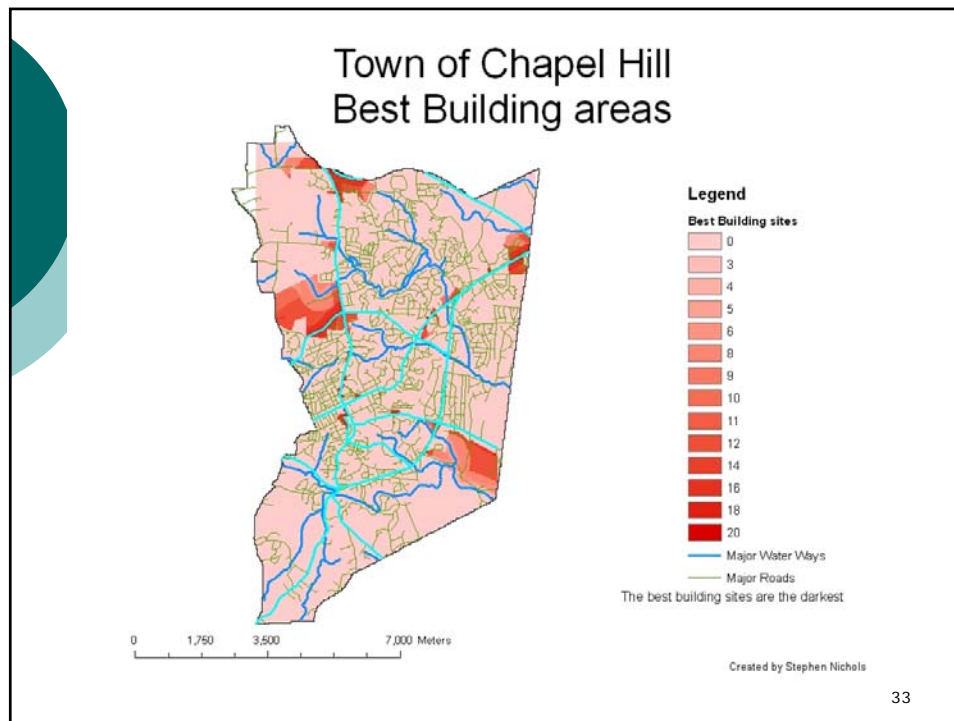 Town of Chapel Hill
Best Building areas
Legend
Best Building sites
0
3
4
5
6
8
9
10
11
12
14
16
18
20
Major Water Ways
Major Roads
The best building sites are the darkest
0 1,750 3,500 7,000 Meters
Created by Stephen Nichols
33